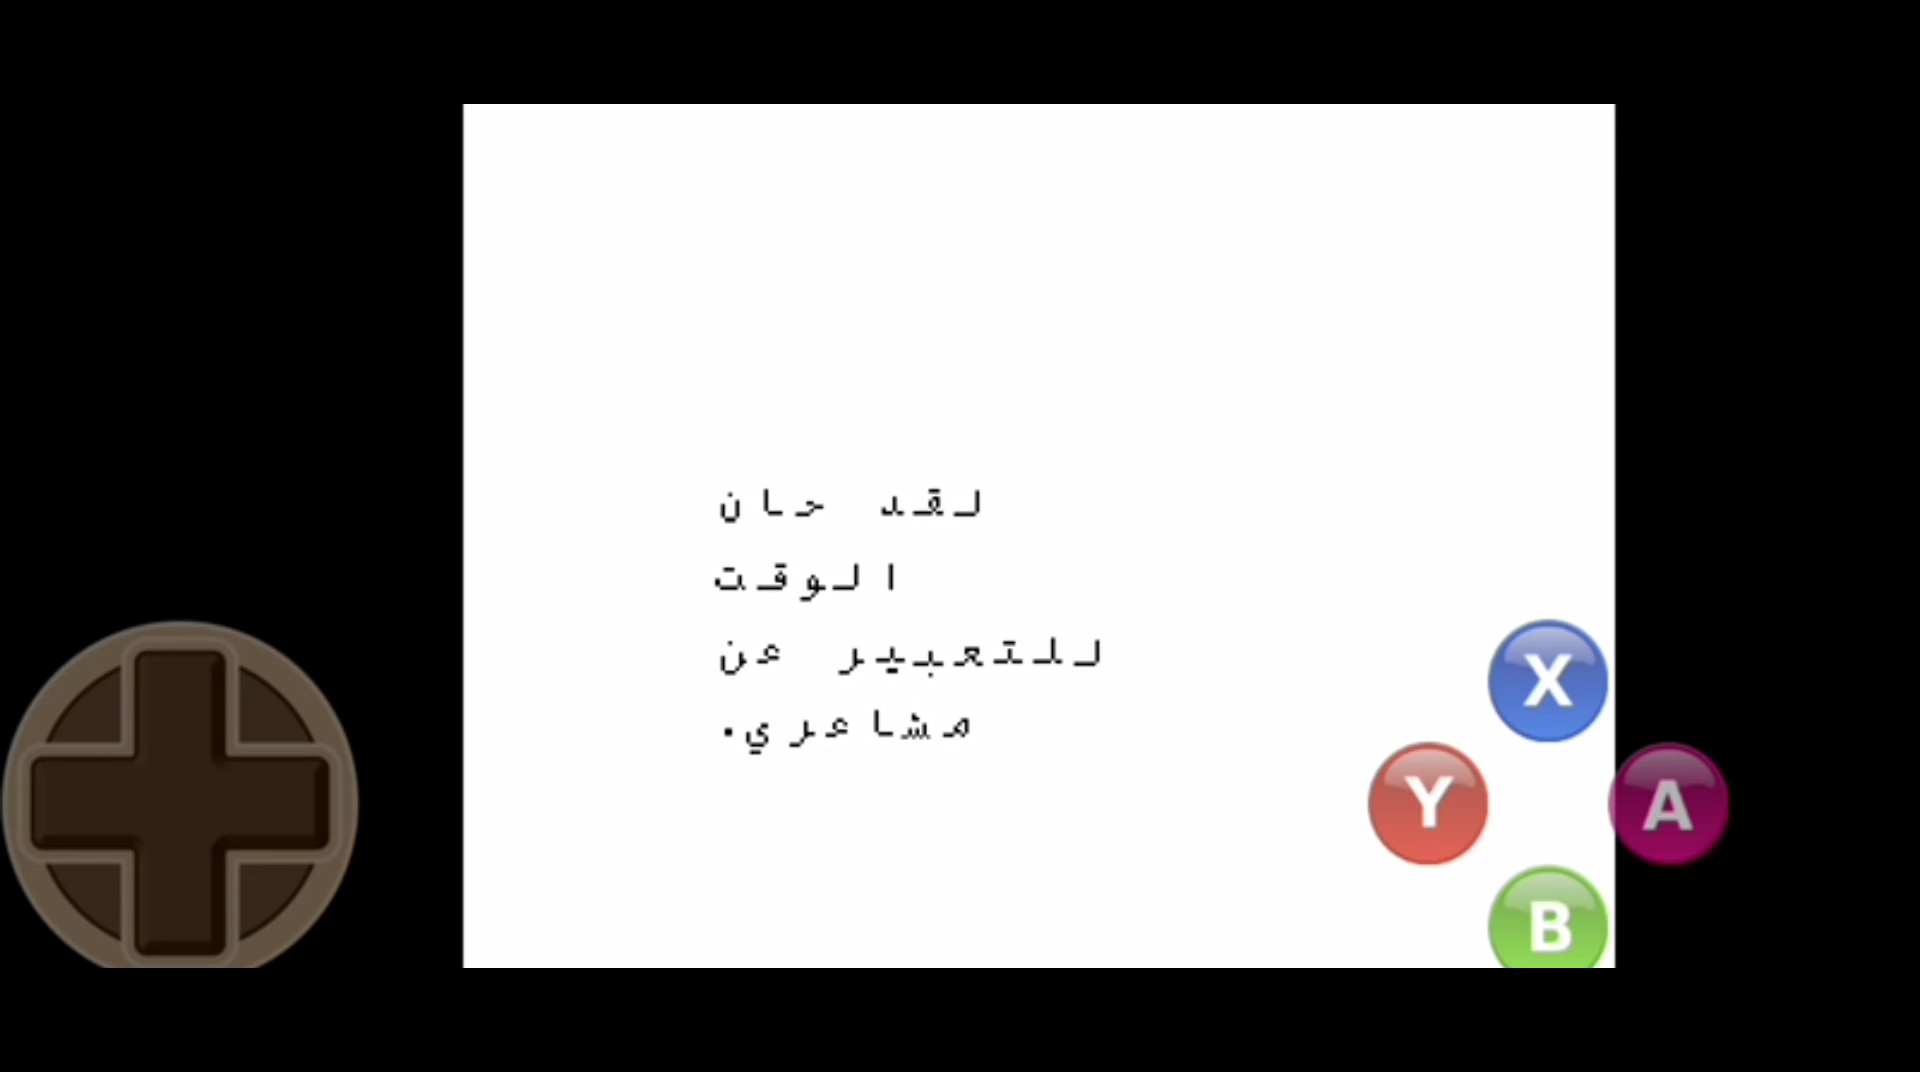 لقد حان
الوقت
للتعبير عن
مشاعري.
X
Y
A
B